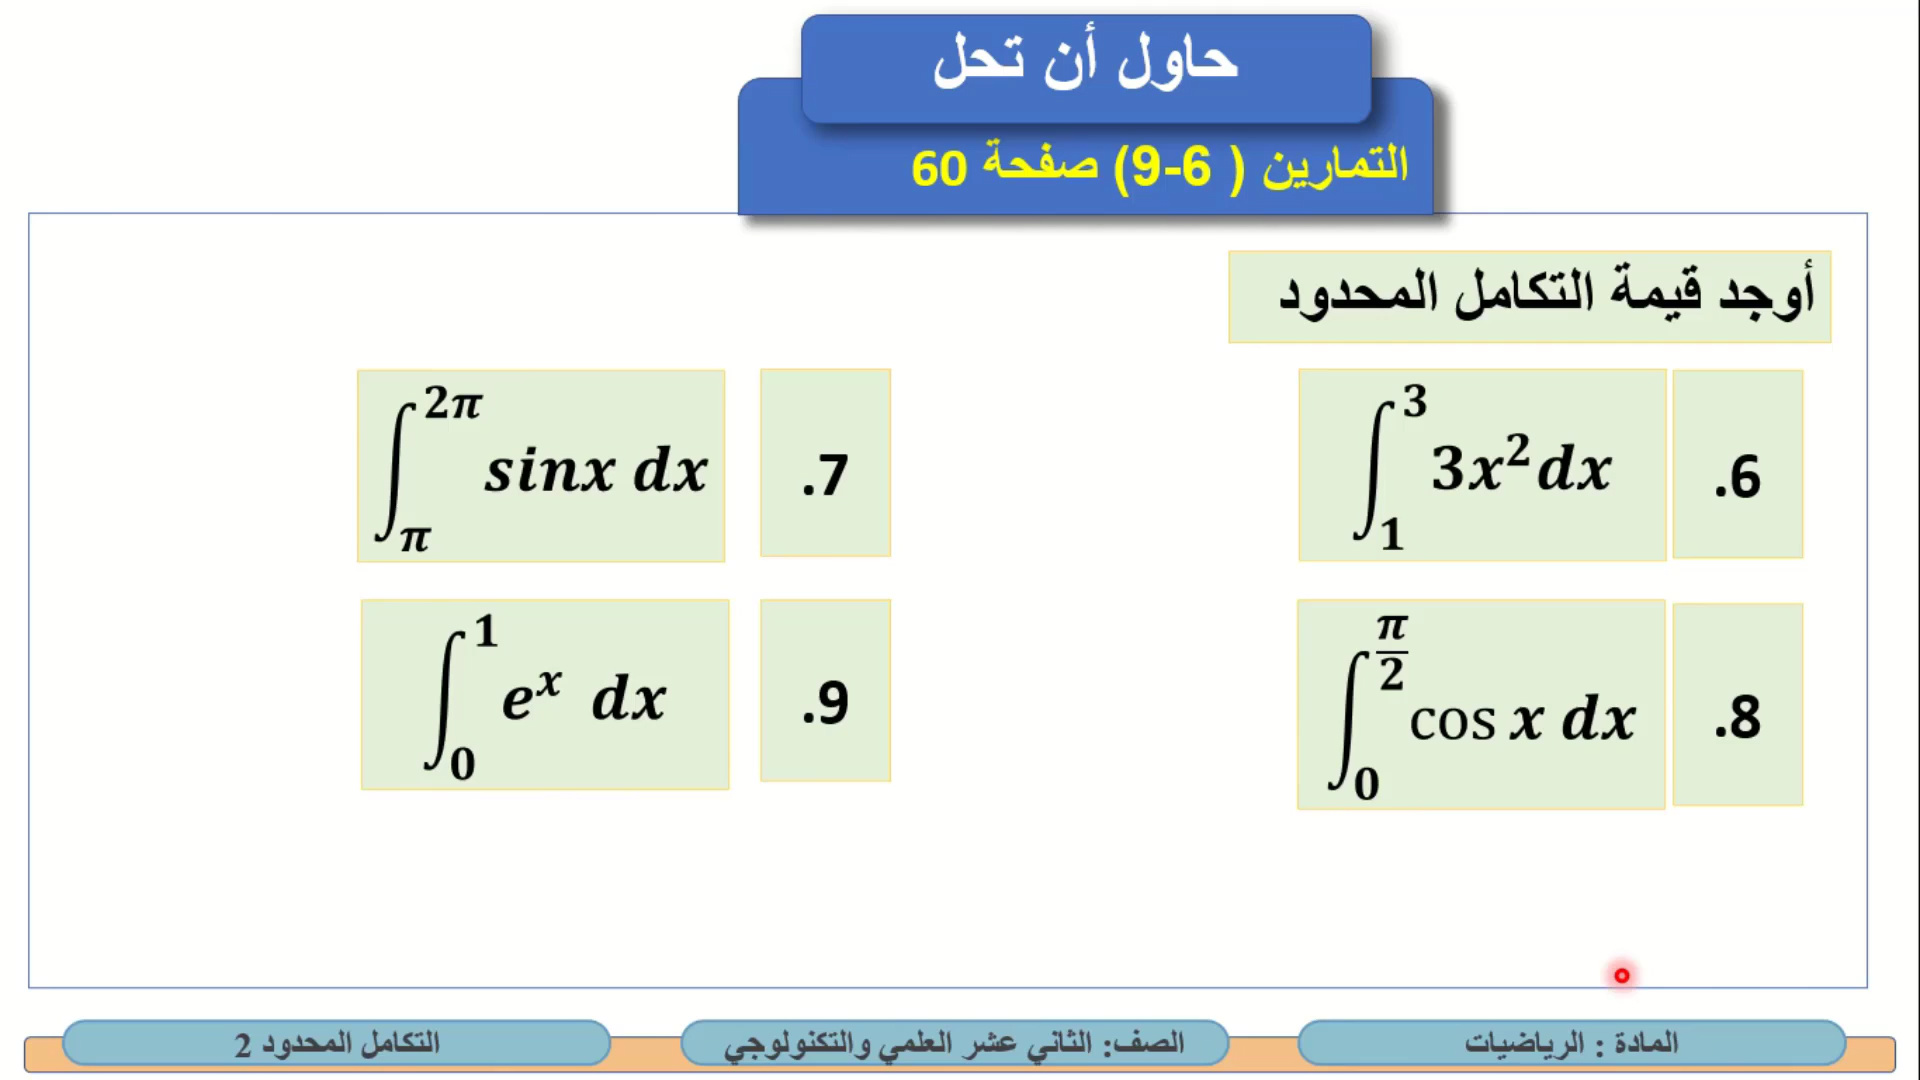 حاول أن تحل
التمارين ( 6-9) صفحة 60
أوجد قيمة التكامل المحدود
.6 ∫₁³ 3x² dx
.7 ∫_π^{2π} sinx dx
.8 ∫₀^{π/2} cos x dx
.9 ∫₀¹ eˣ dx
المادة : الرياضيات
الصف: الثاني عشر العلمي والتكنولوجي
التكامل المحدود 2